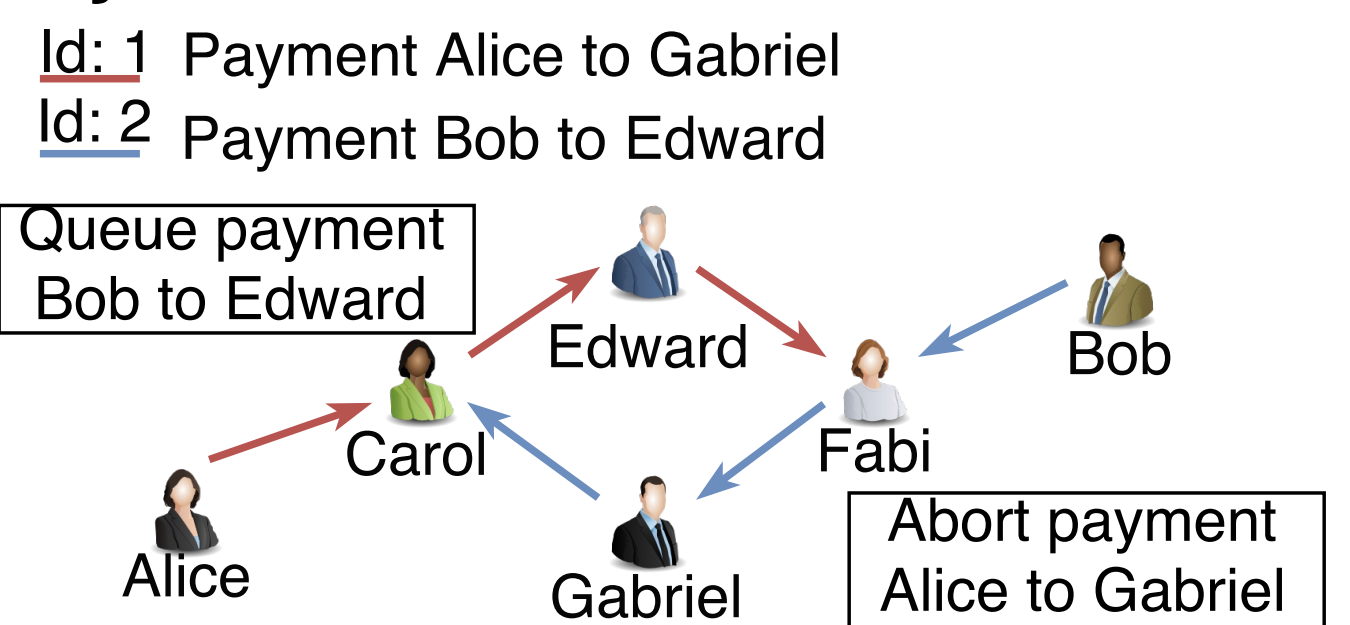 Id: 1 Payment Alice to Gabriel
Id: 2 Payment Bob to Edward
Queue payment
Bob to Edward
Edward
Bob
Carol
Fabi
Alice
Gabriel
Abort payment
Alice to Gabriel